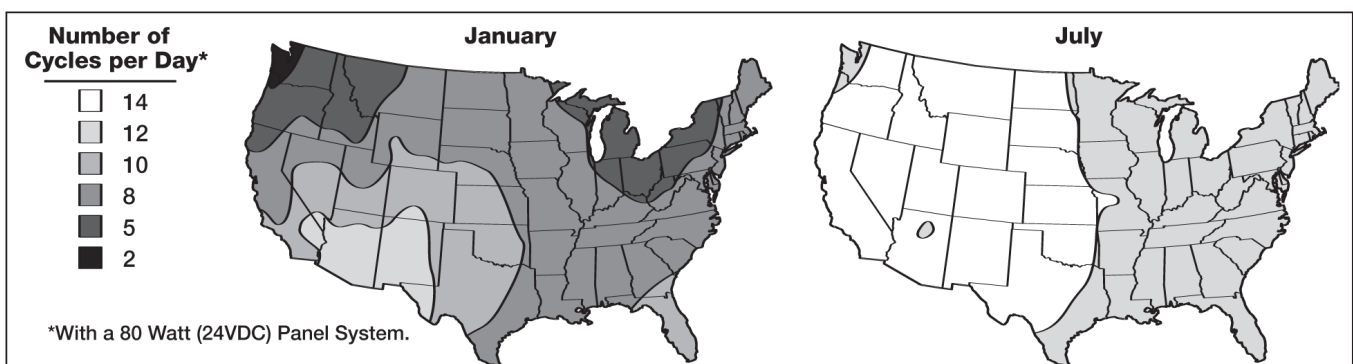 Number of
Cycles per Day*
14
12
10
8
5
2
*With a 80 Watt (24VDC) Panel System.
January
July